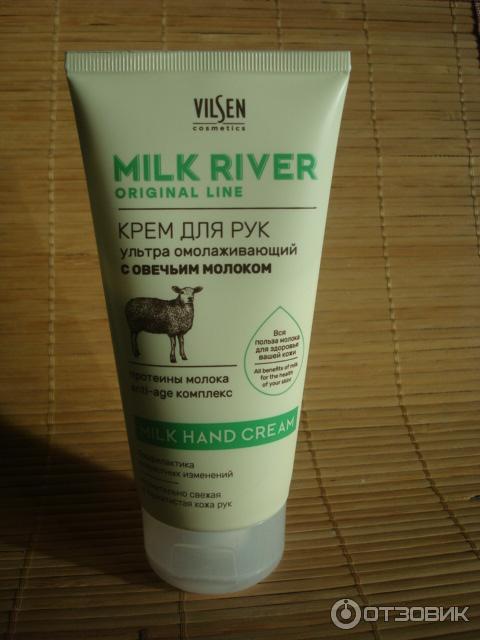 VILSEN
cosmetics
MILK RIVER
ORIGINAL LINE
КРЕМ ДЛЯ РУК
ультра омолаживающий
С ОВЕЧЬИМ МОЛОКОМ
Вся
польза молока
для здоровья
вашей кожи
All benefits of milk
for the health
of your skin!
протеины молока
anti-age комплекс
MILK HAND CREAM
профилактика
изменений
свежая
кожа рук
ОТЗОВИК